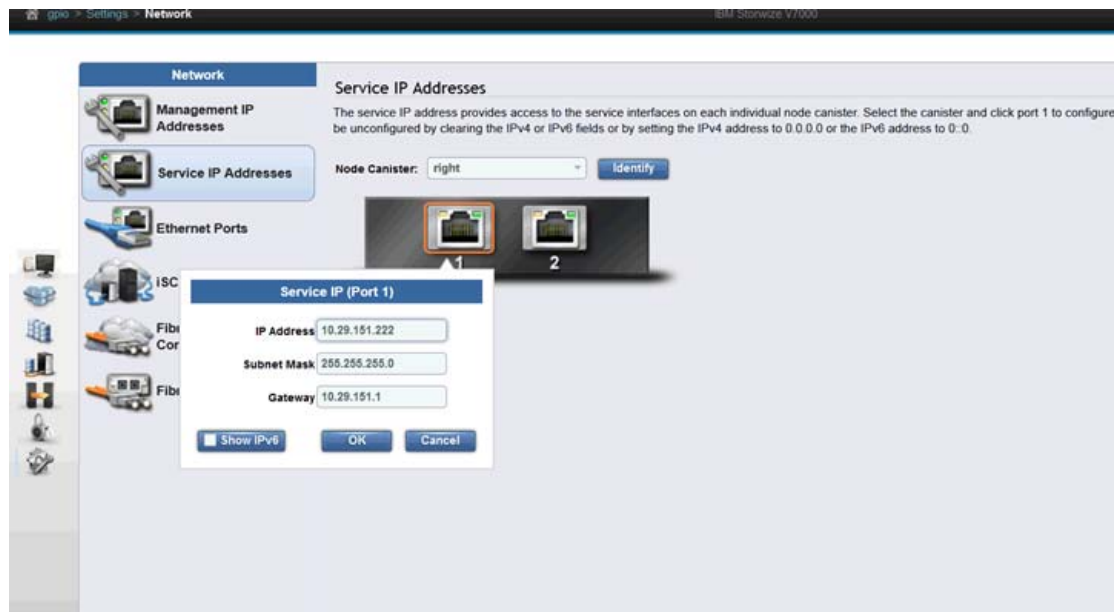 gpio > Settings > Network
IBM Storwize V7000
Network
Management IP
Addresses
Service IP Addresses
Ethernet Ports
iSC
Fib
Cor
Fib
Service IP Addresses
The service IP address provides access to the service interfaces on each individual node canister. Select the canister and click port 1 to configure
be unconfigured by clearing the IPv4 or IPv6 fields or by setting the IPv4 address to 0.0.0.0 or the IPv6 address to 0::0.
Node Canister: right Identify
1 2
Service IP (Port 1)
IP Address 10.29.151.222
Subnet Mask 255.255.255.0
Gateway 10.29.151.1
Show IPv6 OK Cancel